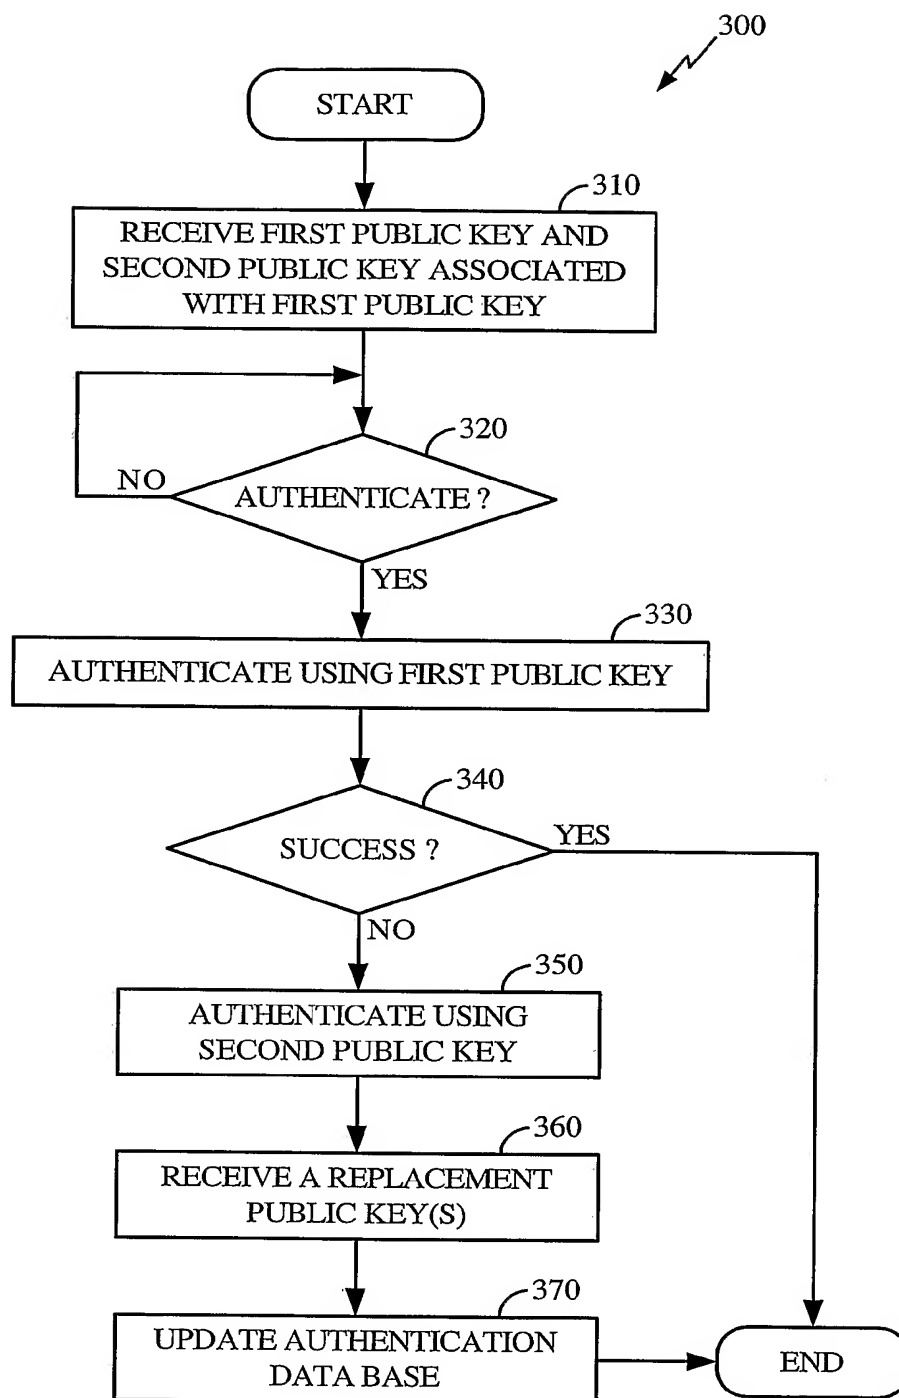 300
START
310
RECEIVE FIRST PUBLIC KEY AND
SECOND PUBLIC KEY ASSOCIATED
WITH FIRST PUBLIC KEY
320
NO
AUTHENTICATE ?
YES
330
AUTHENTICATE USING FIRST PUBLIC KEY
340
SUCCESS ?
YES
NO
350
AUTHENTICATE USING
SECOND PUBLIC KEY
360
RECEIVE A REPLACEMENT
PUBLIC KEY(S)
370
UPDATE AUTHENTICATION
DATA BASE
END